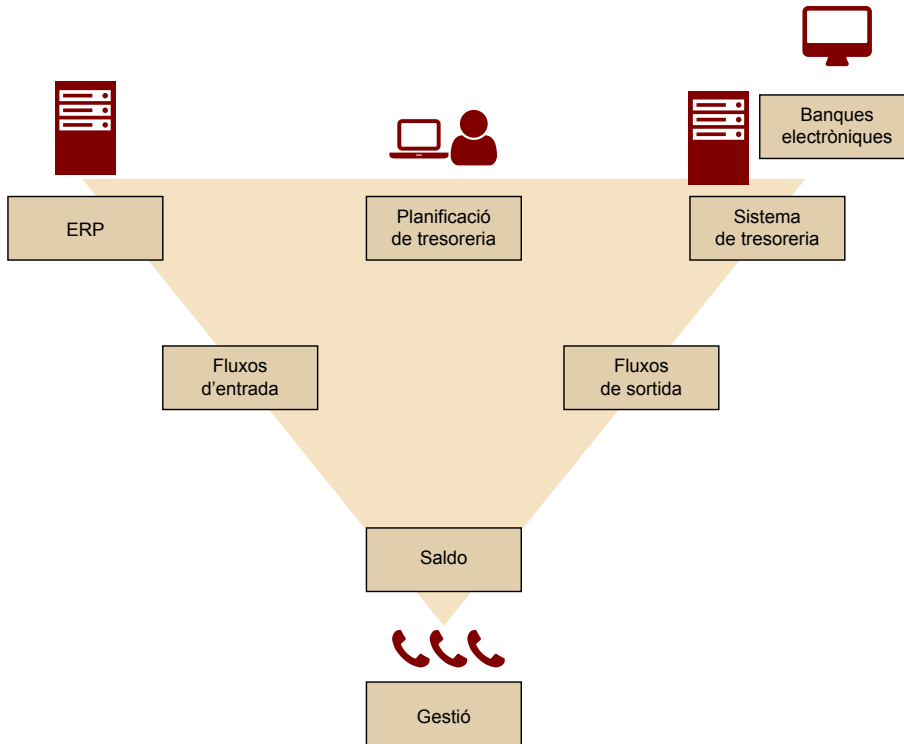 Banques
electròniques
ERP
Planificació
de tresoreria
Sistema
de tresoreria
Fluxos
d’entrada
Fluxos
de sortida
Saldo
Gestió